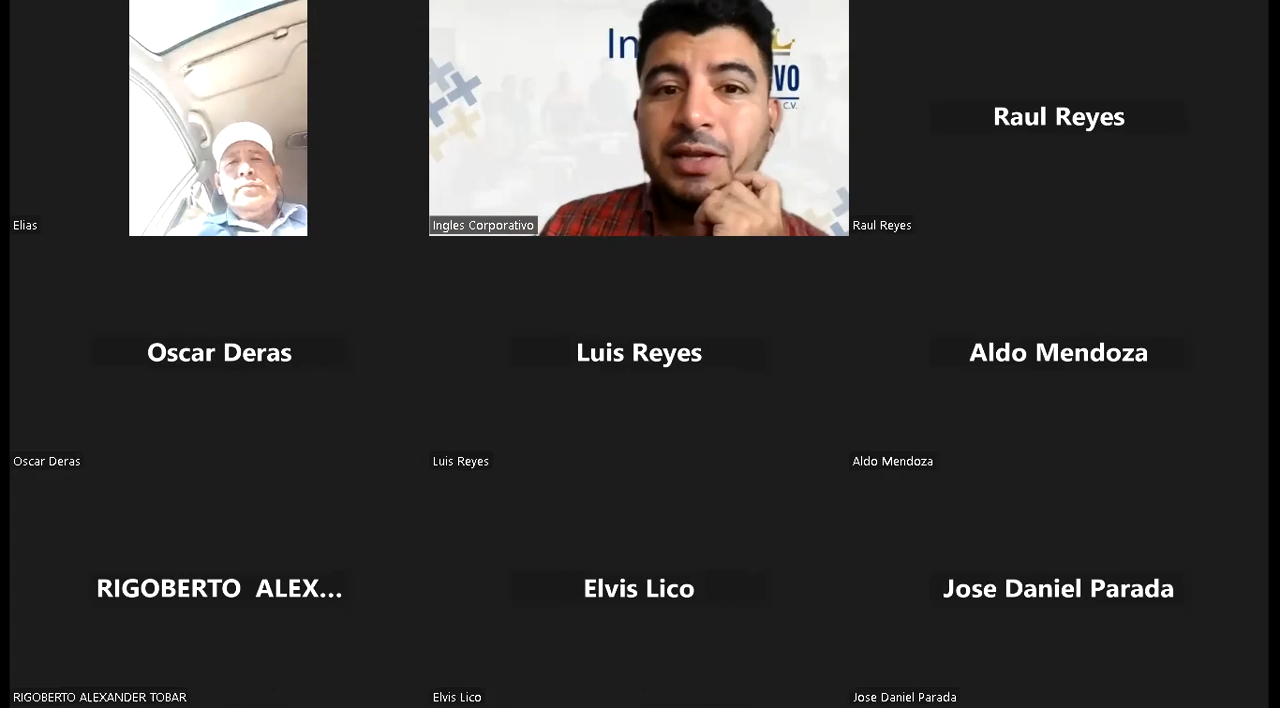 In
VO
C.V.
Elias
Ingles Corporativo
Raul Reyes
Raul Reyes
Oscar Deras
Luis Reyes
Aldo Mendoza
Oscar Deras
Luis Reyes
Aldo Mendoza
RIGOBERTO ALEX...
Elvis Lico
Jose Daniel Parada
RIGOBERTO ALEXANDER TOBAR
Elvis Lico
Jose Daniel Parada